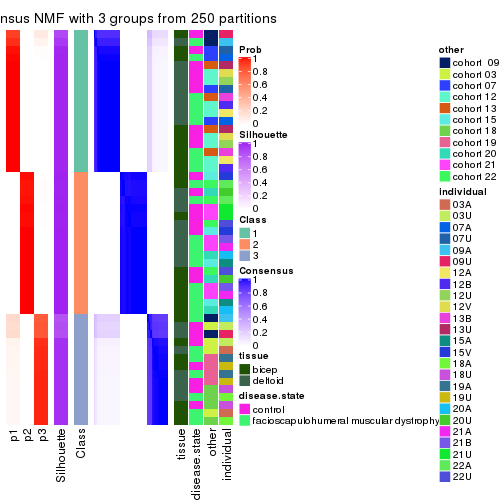 nsus NMF with 3 groups from 250 partitions
Prob
1
0.8
0.6
0.4
0.2
0
Silhouette
1
0.8
0.6
0.4
0.2
0
Class
1
2
3
Consensus
1
0.8
0.6
0.4
0.2
0
tissue
bicep
deltoid
disease.state
control
facioscapulohumeral muscular dystrophy
other
cohort 09
cohort 03
cohort 07
cohort 12
cohort 13
cohort 15
cohort 18
cohort 19
cohort 20
cohort 21
cohort 22
individual
03A
03U
07A
07U
09A
09U
12A
12B
12U
12V
13B
13U
15A
15V
18A
18U
19A
19U
20A
20U
21A
21B
21U
22A
22U
p1
p2
p3
Silhouette
Class
tissue
disease.state
other
individual